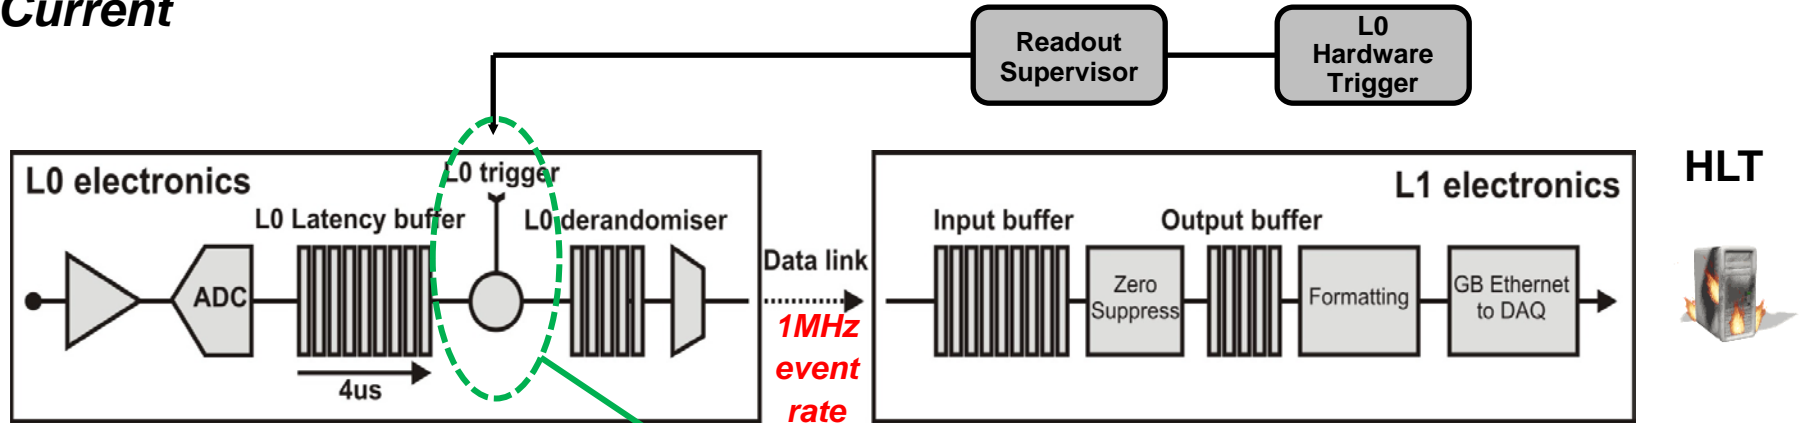 Current
Readout
Supervisor
L0
Hardware
Trigger
L0 electronics
L0 trigger
L0 Latency buffer
L0 derandomiser
ADC
4us
Data link
1MHz
event
rate
L1 electronics
Input buffer
Output buffer
Zero
Suppress
Formatting
GB Ethernet
to DAQ
HLT